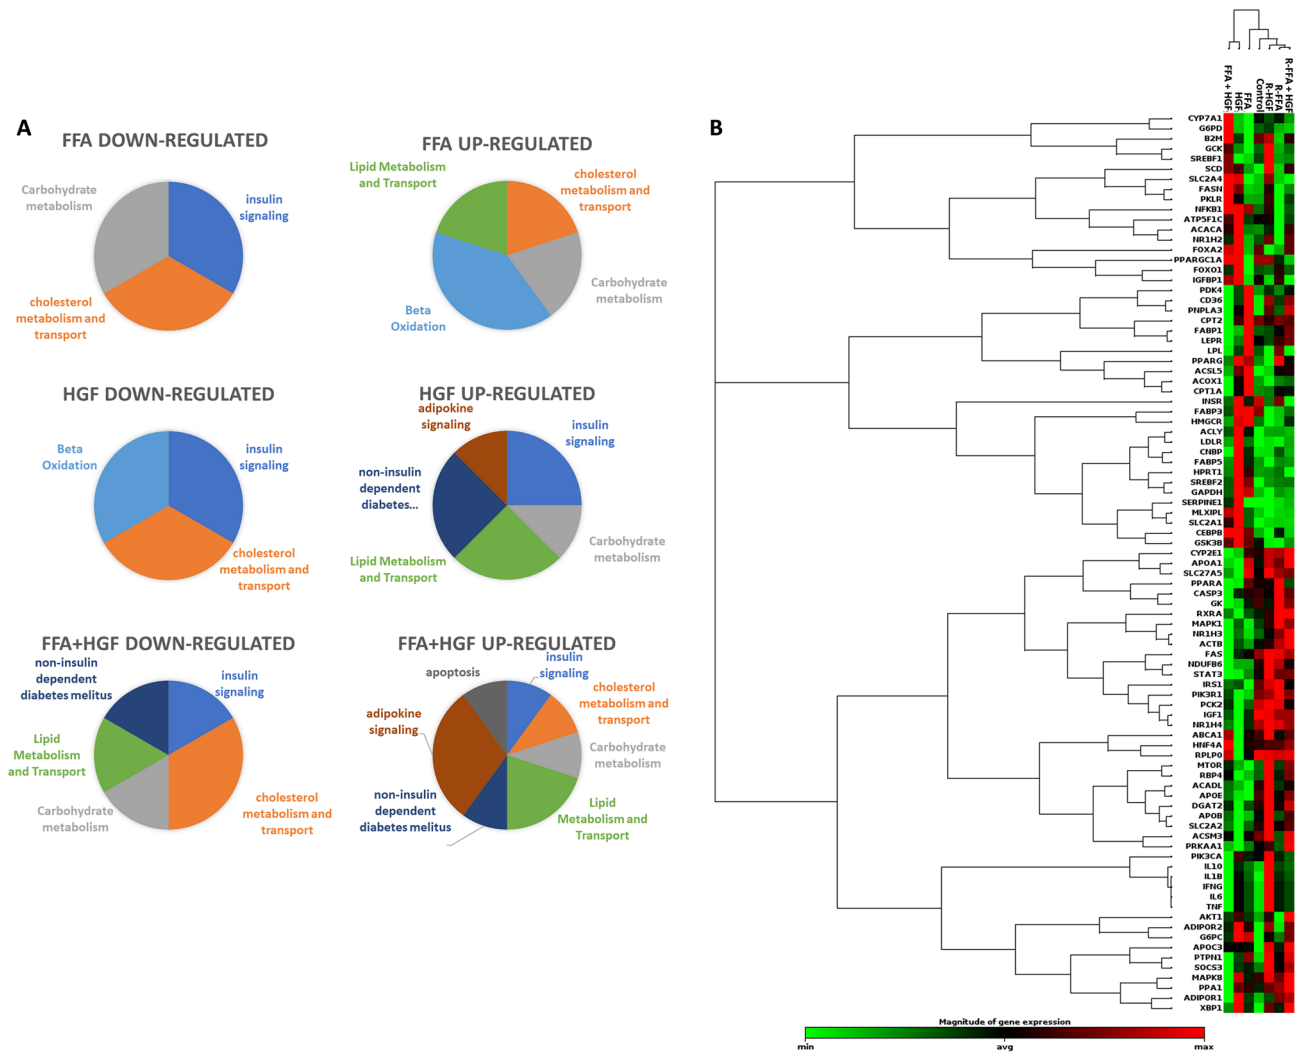 A
FFA DOWN-REGULATED
Carbohydrate
metabolism
insulin
signaling
cholesterol
metabolism and
transport
FFA UP-REGULATED
Lipid Metabolism
and Transport
cholesterol
metabolism and
transport
Beta
Oxidation
Carbohydrate
metabolism
HGF DOWN-REGULATED
Beta
Oxidation
insulin
signaling
cholesterol
metabolism and
transport
HGF UP-REGULATED
adipokine
signaling
insulin
signaling
non-insulin
dependent
diabetes...
Carbohydrate
metabolism
Lipid Metabolism
and Transport
FFA+HGF DOWN-REGULATED
non-insulin
dependent
diabetes melitus
insulin
signaling
Lipid
Metabolism
and Transport
Carbohydrate
metabolism
cholesterol
metabolism and
transport
FFA+HGF UP-REGULATED
apoptosis
insulin
signaling
cholesterol
metabolism and
transport
adipokine
signaling
Carbohydrate
metabolism
non-insulin
dependent
diabetes melitus
Lipid
Metabolism and
Transport
B
FFA + HGF
HGF
FFA
Control
R-HGF
R-FFA
R-FFA + HGF
CYP7A1
G6PD
B2M
GCK
SREBF1
SCD
SLC2A4
FASN
PKLR
NFKB1
ATP5F1C
ACACA
NR1H2
FOXA2
PPARGC1A
FOXO1
IGFBP1
PDK4
CD36
PNPLA3
CPT2
FABP1
LEPR
LPL
PPARG
ACSL5
ACOX1
CPT1A
INSR
FABP3
HMGCR
ACLY
LDLR
CNBP
FABP5
HPRT1
SREBF2
GAPDH
SERPINE1
MLXIPL
SLC2A1
CEBPB
GSK3B
CYP2E1
APOA1
SLC27A5
PPARA
CASP3
GK
RXRA
MAPK1
NR1H3
ACTB
FAS
NDUFB6
STAT3
IRS1
PIK3R1
PCK2
IGF1
NR1H4
ABCA1
HNF4A
RPLP0
MTOR
RBP4
ACADL
APOE
DGAT2
APOB
SLC2A2
ACSM3
PRKAA1
PIK3CA
IL10
IL1B
IFNG
IL6
TNF
AKT1
ADIPOR2
G6PC
APOC3
PTPN1
SOCS3
MAPK8
PPA1
ADIPOR1
XBP1
Magnitude of gene expression
min avg max